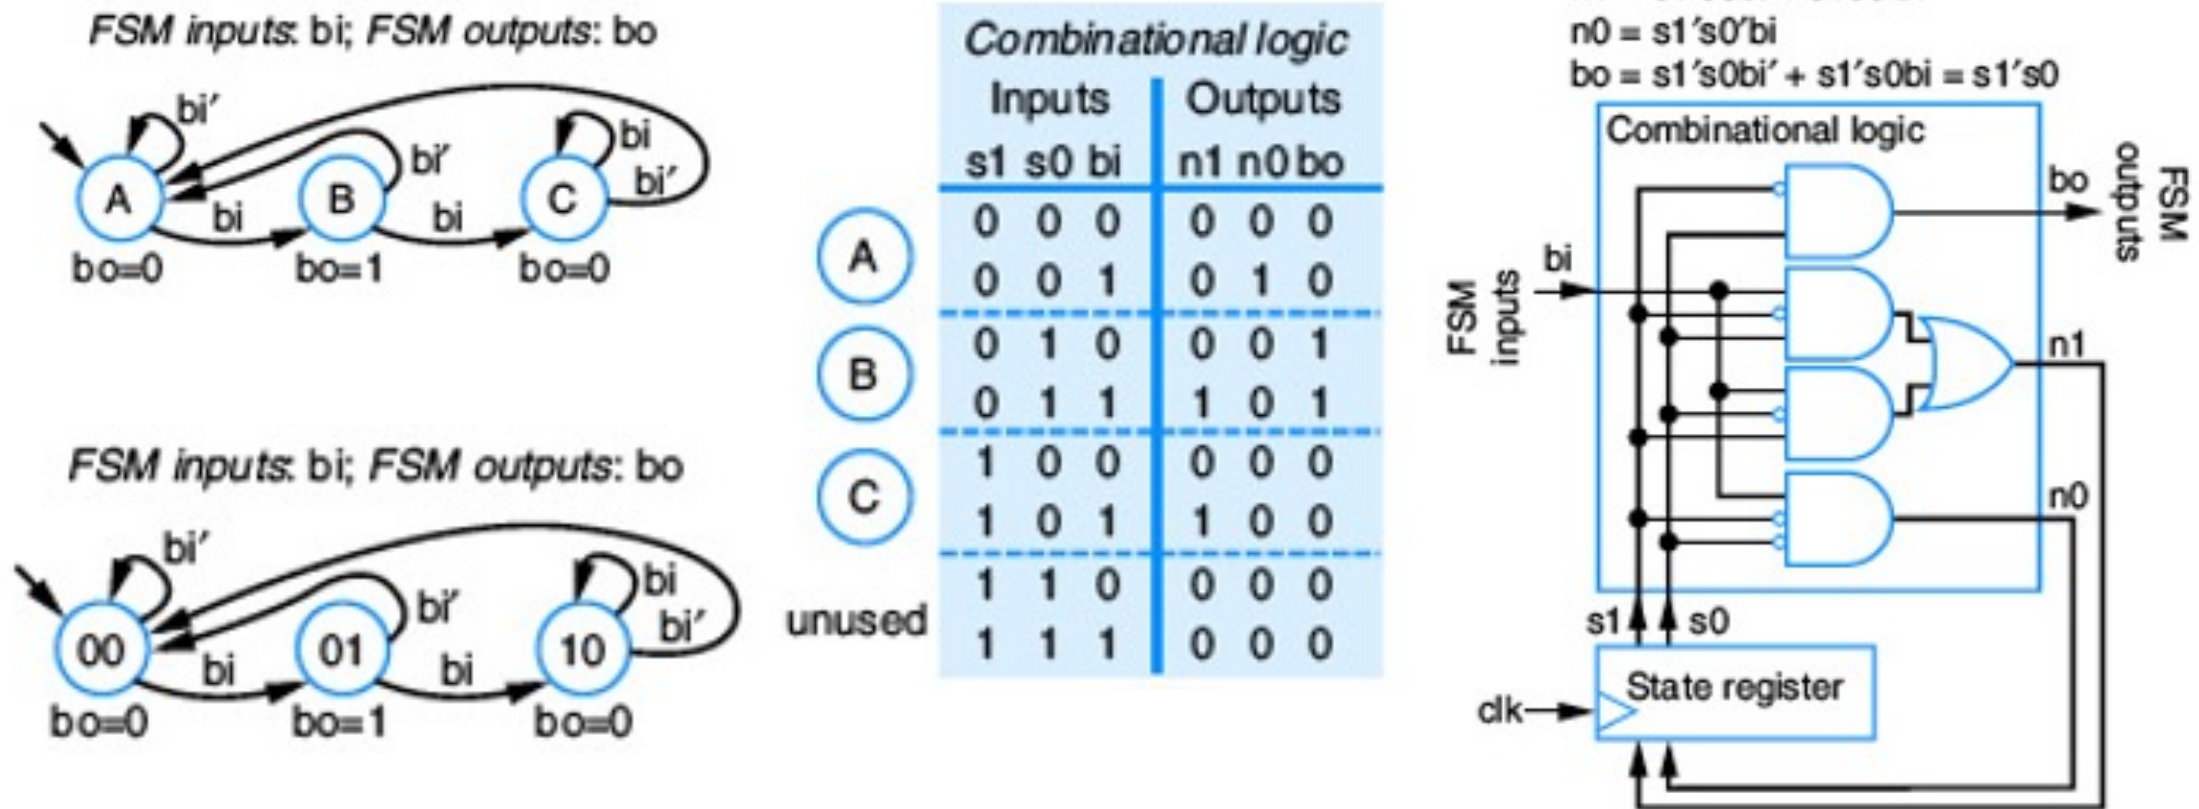 FSM inputs: bi; FSM outputs: bo
bi'
bi'
bi
bi'
A
B
C
bi
bi
bo=0
bo=1
bo=0
FSM inputs: bi; FSM outputs: bo
bi'
bi'
bi
bi'
00
01
10
bi
bi
bo=0
bo=1
bo=0
Combinational logic
Inputs Outputs
s1 s0 bi n1 n0 bo
A
0 0 0 0 0 0
0 0 1 0 1 0
B
0 1 0 0 0 1
0 1 1 1 0 1
C
1 0 0 0 0 0
1 0 1 1 0 0
unused
1 1 0 0 0 0
1 1 1 0 0 0
n0 = s1's0'bi
bo = s1's0bi' + s1's0bi = s1's0
Combinational logic
bo
FSM
outputs
bi
FSM
inputs
n1
n0
s1
s0
State register
clk